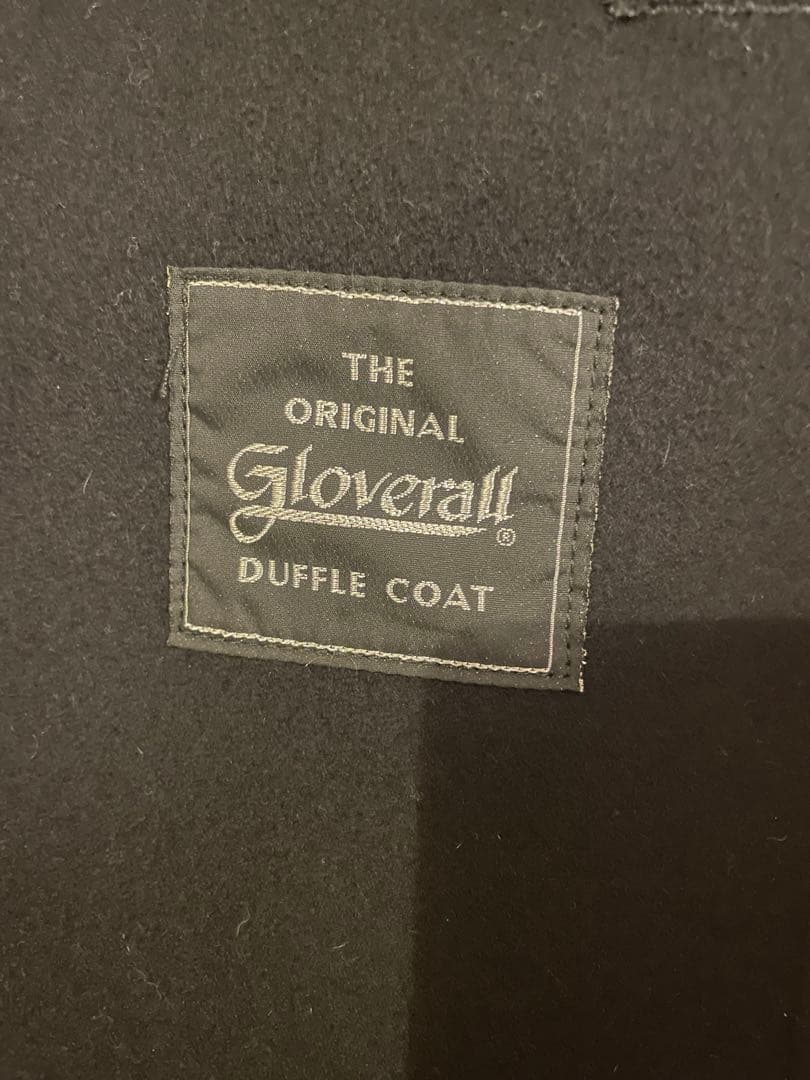 THE
ORIGINAL
Gloverall®
DUFFLE COAT